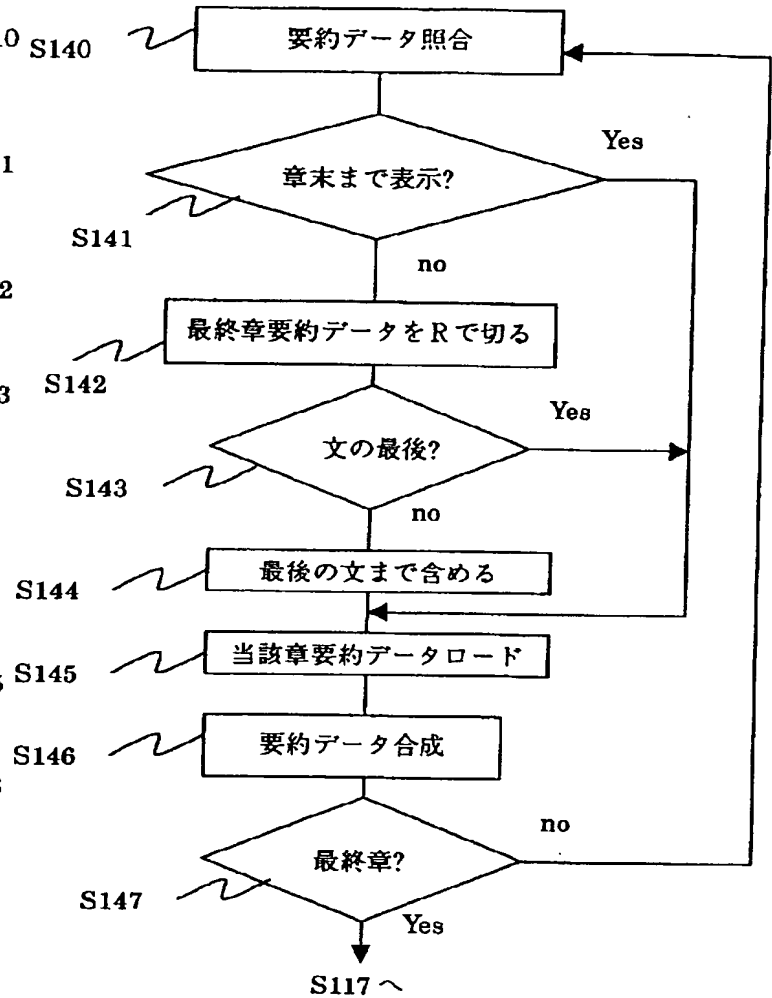 10
S140
要約データ照合
Yes
1
章末まで表示?
S141
no
2
最終章要約データをRで切る
S142
3
Yes
文の最後?
S143
no
最後の文まで含める
S144
当該章要約データロード
S145
要約データ合成
S146
no
最終章?
S147
Yes
S117へ